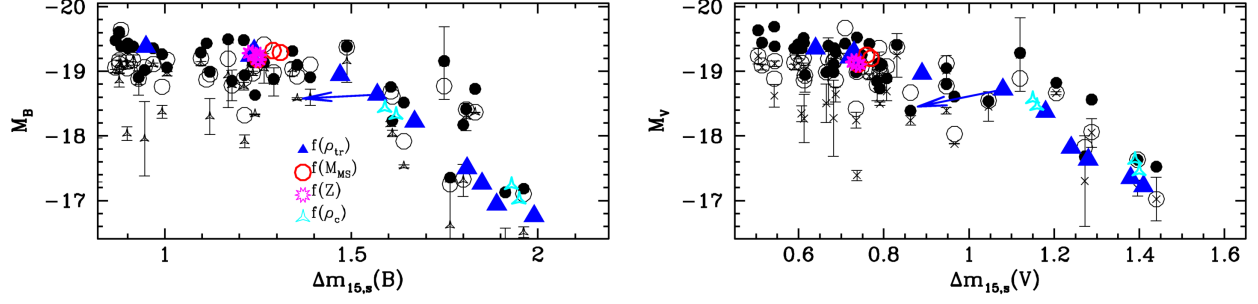 -20
-19
-18
-17
M_B
1
1.5
2
Δm_15,s(B)
f(ρ_tr)
f(M_MS)
f(Z)
f(ρ_c)
-20
-19
-18
-17
M_V
0.6
0.8
1
1.2
1.4
1.6
Δm_15,s(V)